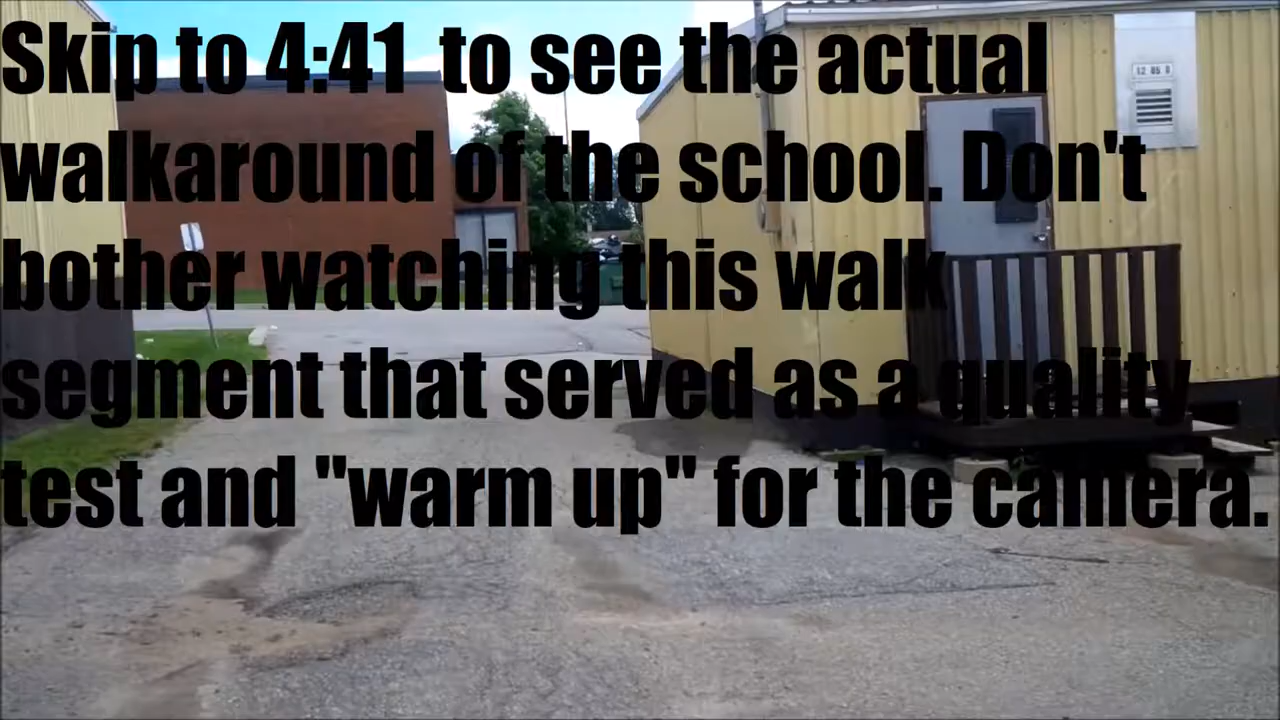 Skip to 4:41 to see the actual
walkaround of the school. Don't
bother watching this walk
segment that served as a quality
test and "warm up" for the camera.